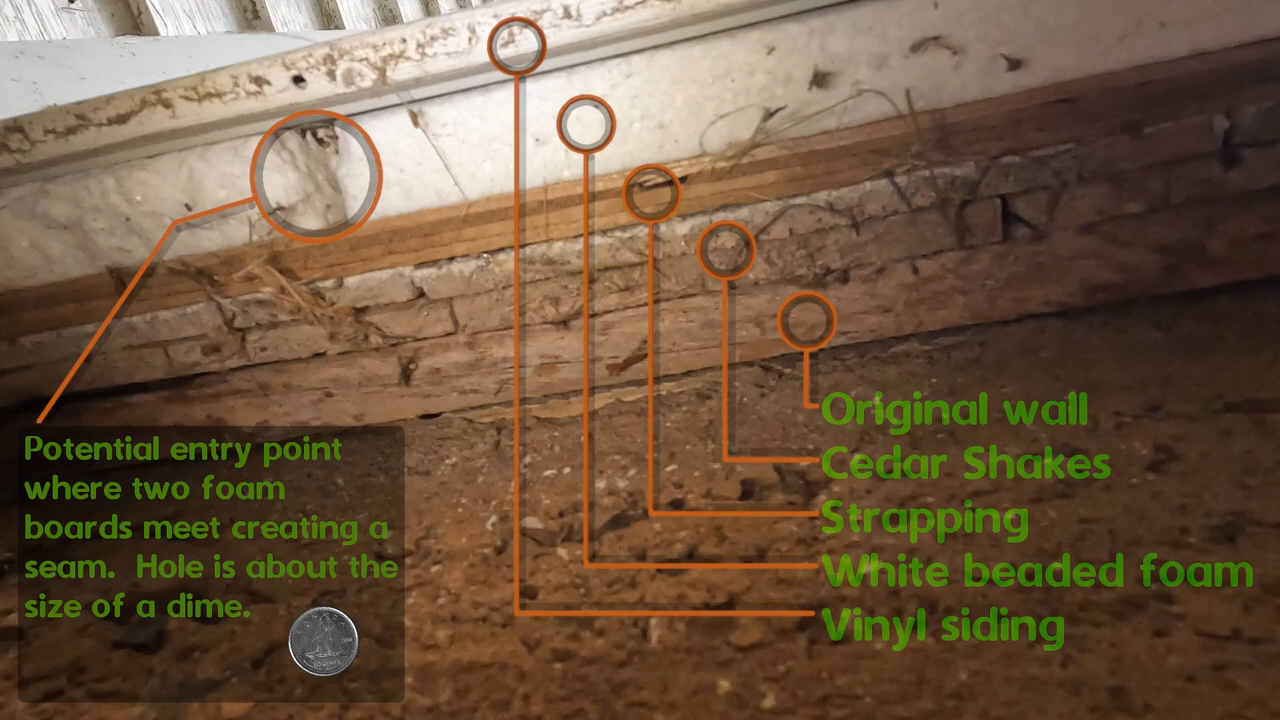 Original wall
Cedar Shakes
Strapping
White beaded foam
Vinyl siding
Potential entry point
where two foam
boards meet creating a
seam.  Hole is about the
size of a dime.